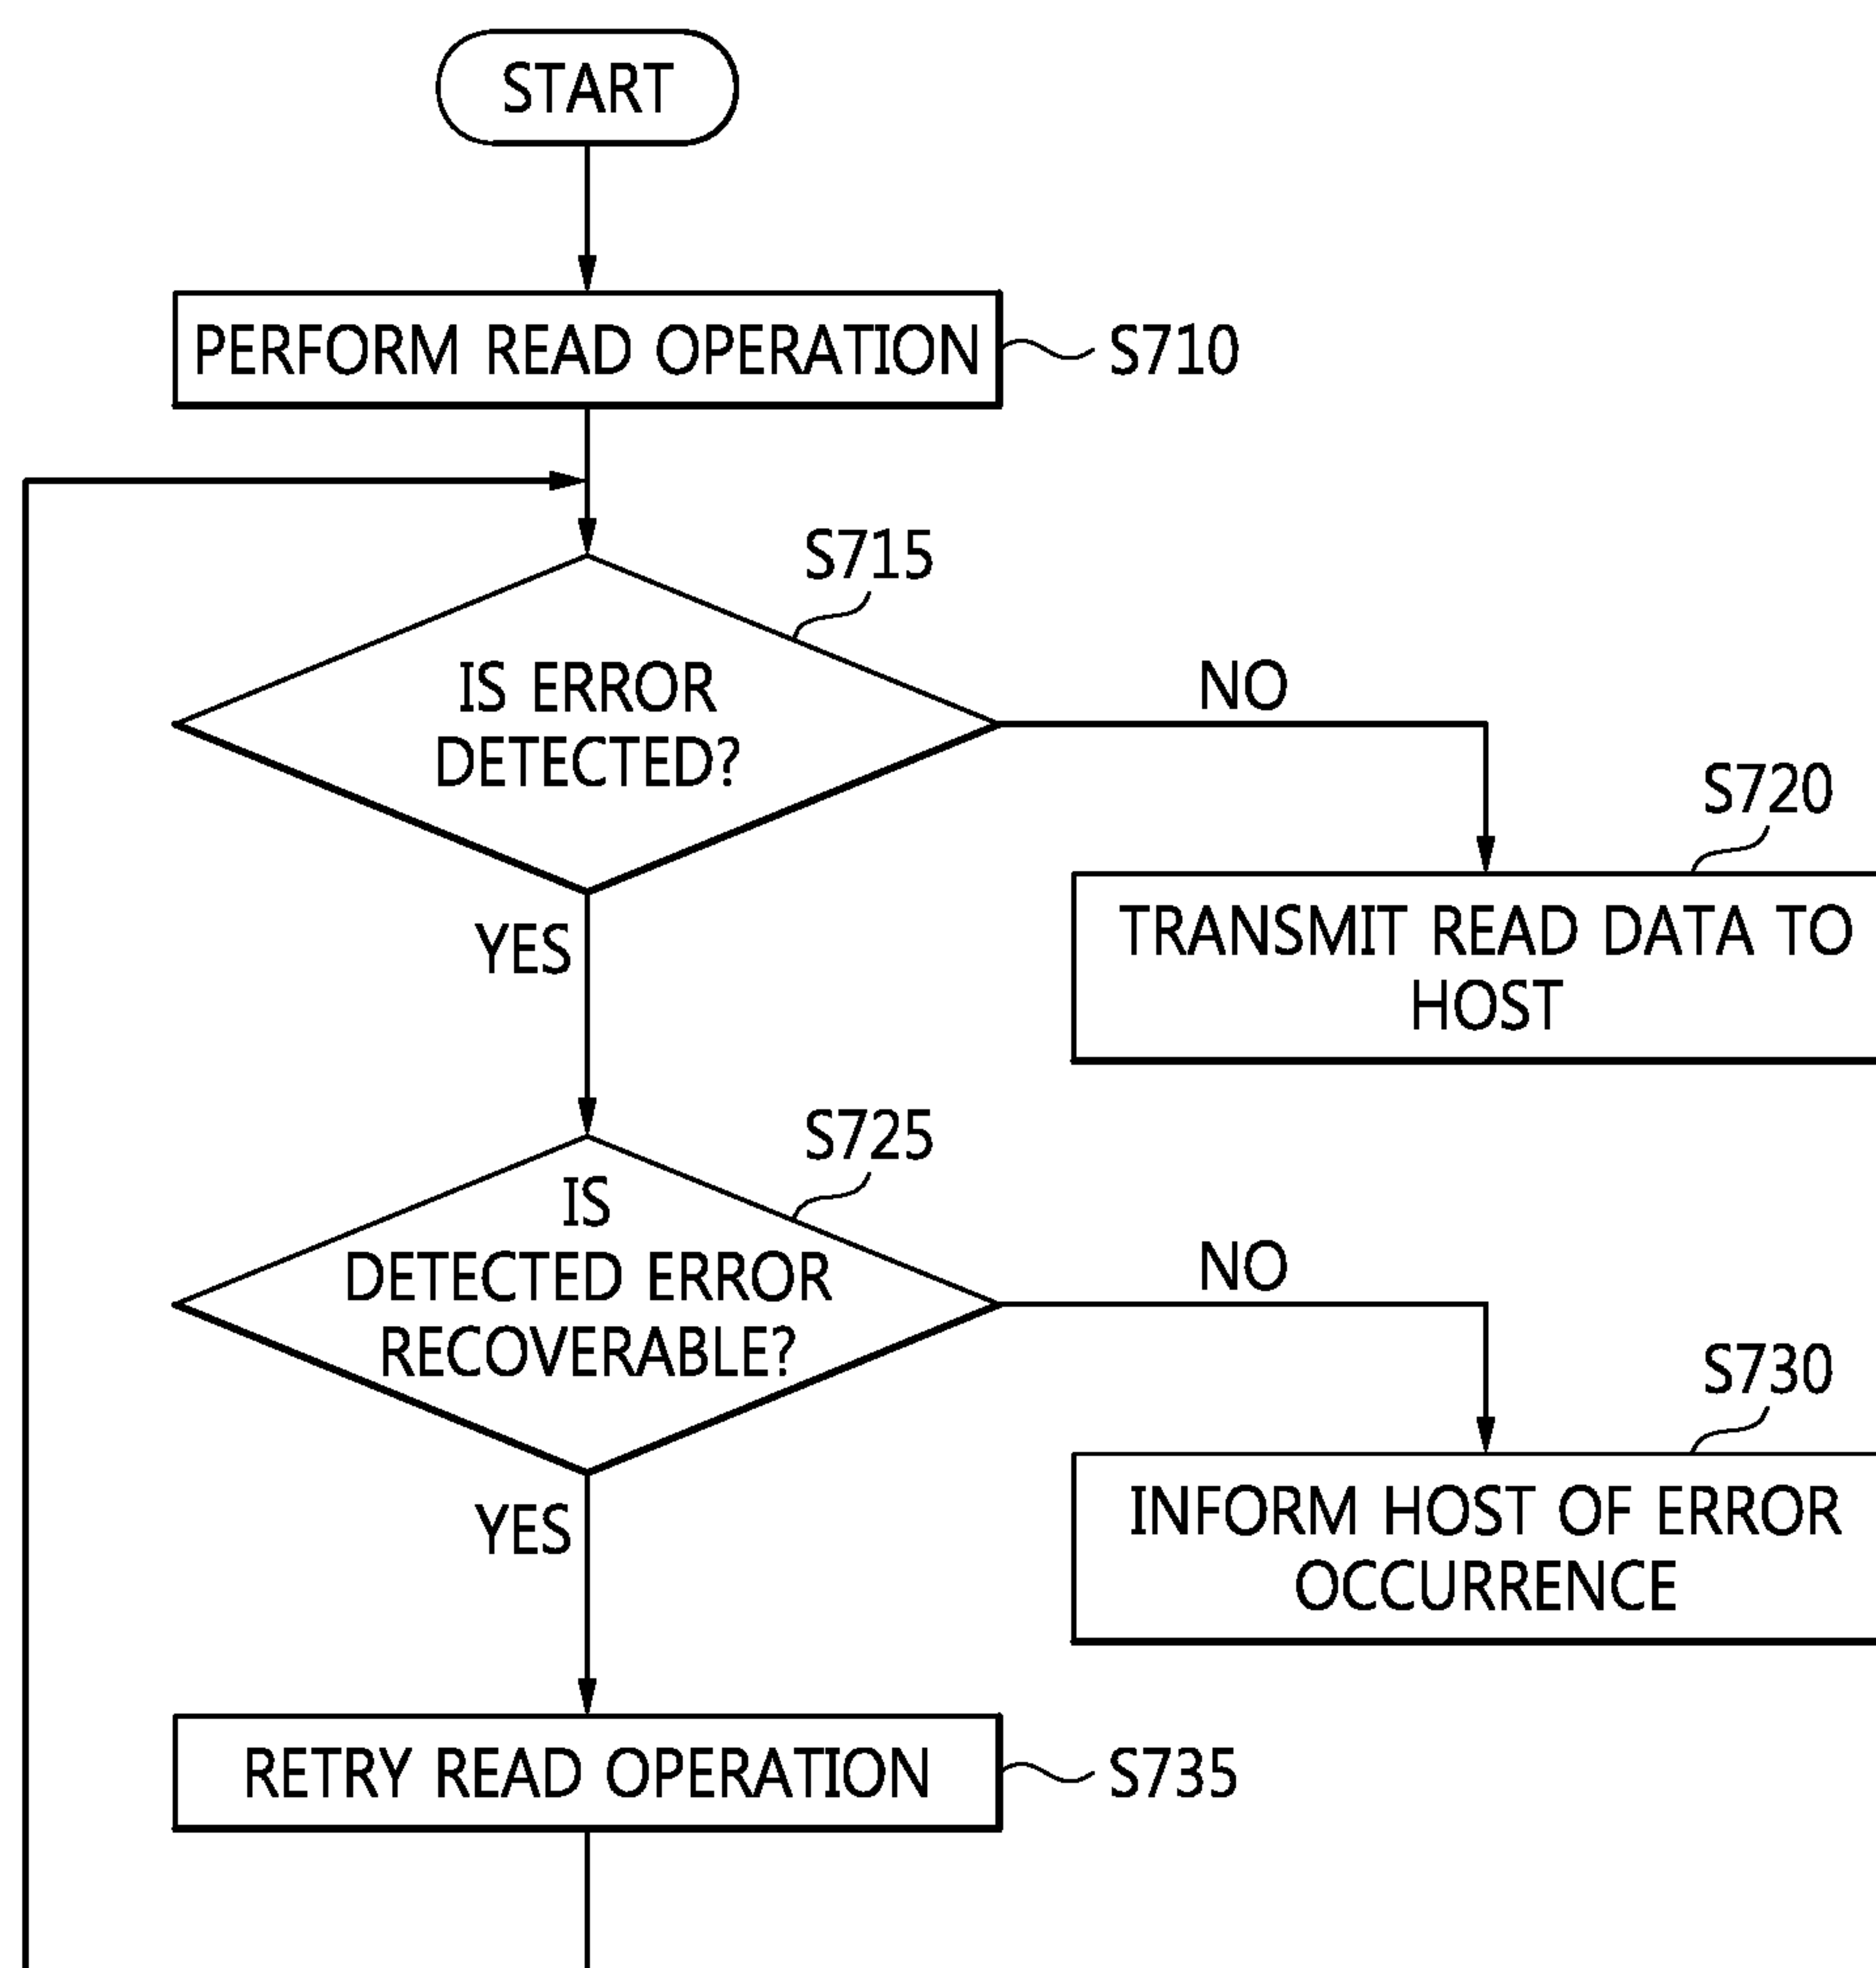 START
PERFORM READ OPERATION
S710
S715
IS ERROR
DETECTED?
NO
S720
TRANSMIT READ DATA TO
HOST
YES
S725
IS
DETECTED ERROR
RECOVERABLE?
NO
S730
INFORM HOST OF ERROR
OCCURRENCE
YES
RETRY READ OPERATION
S735